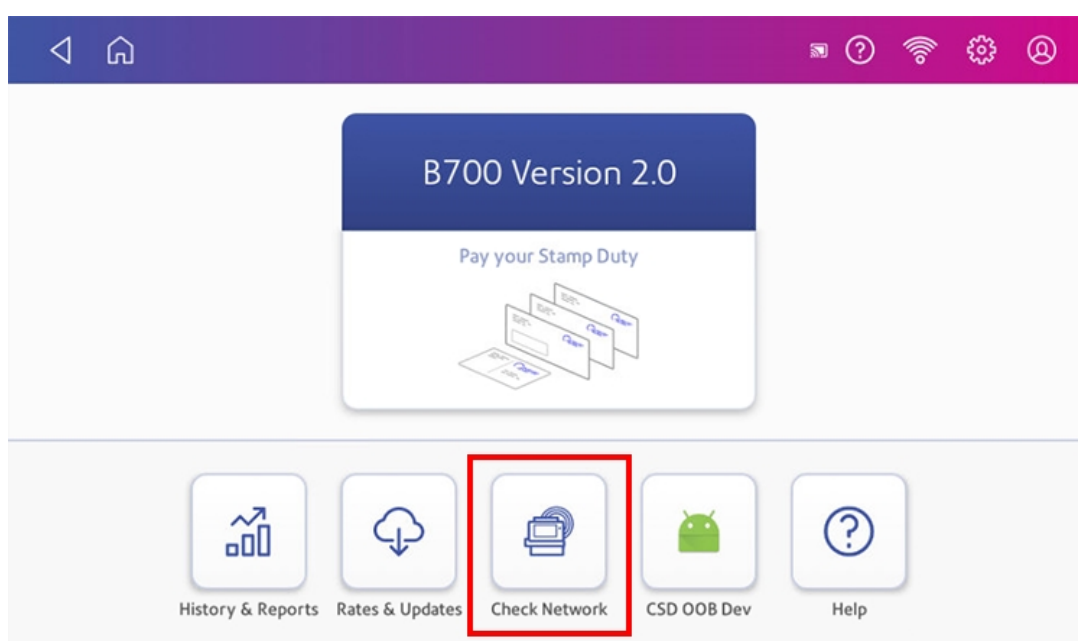 B700 Version 2.0
Pay your Stamp Duty
History & Reports
Rates & Updates
Check Network
CSD OOB Dev
Help